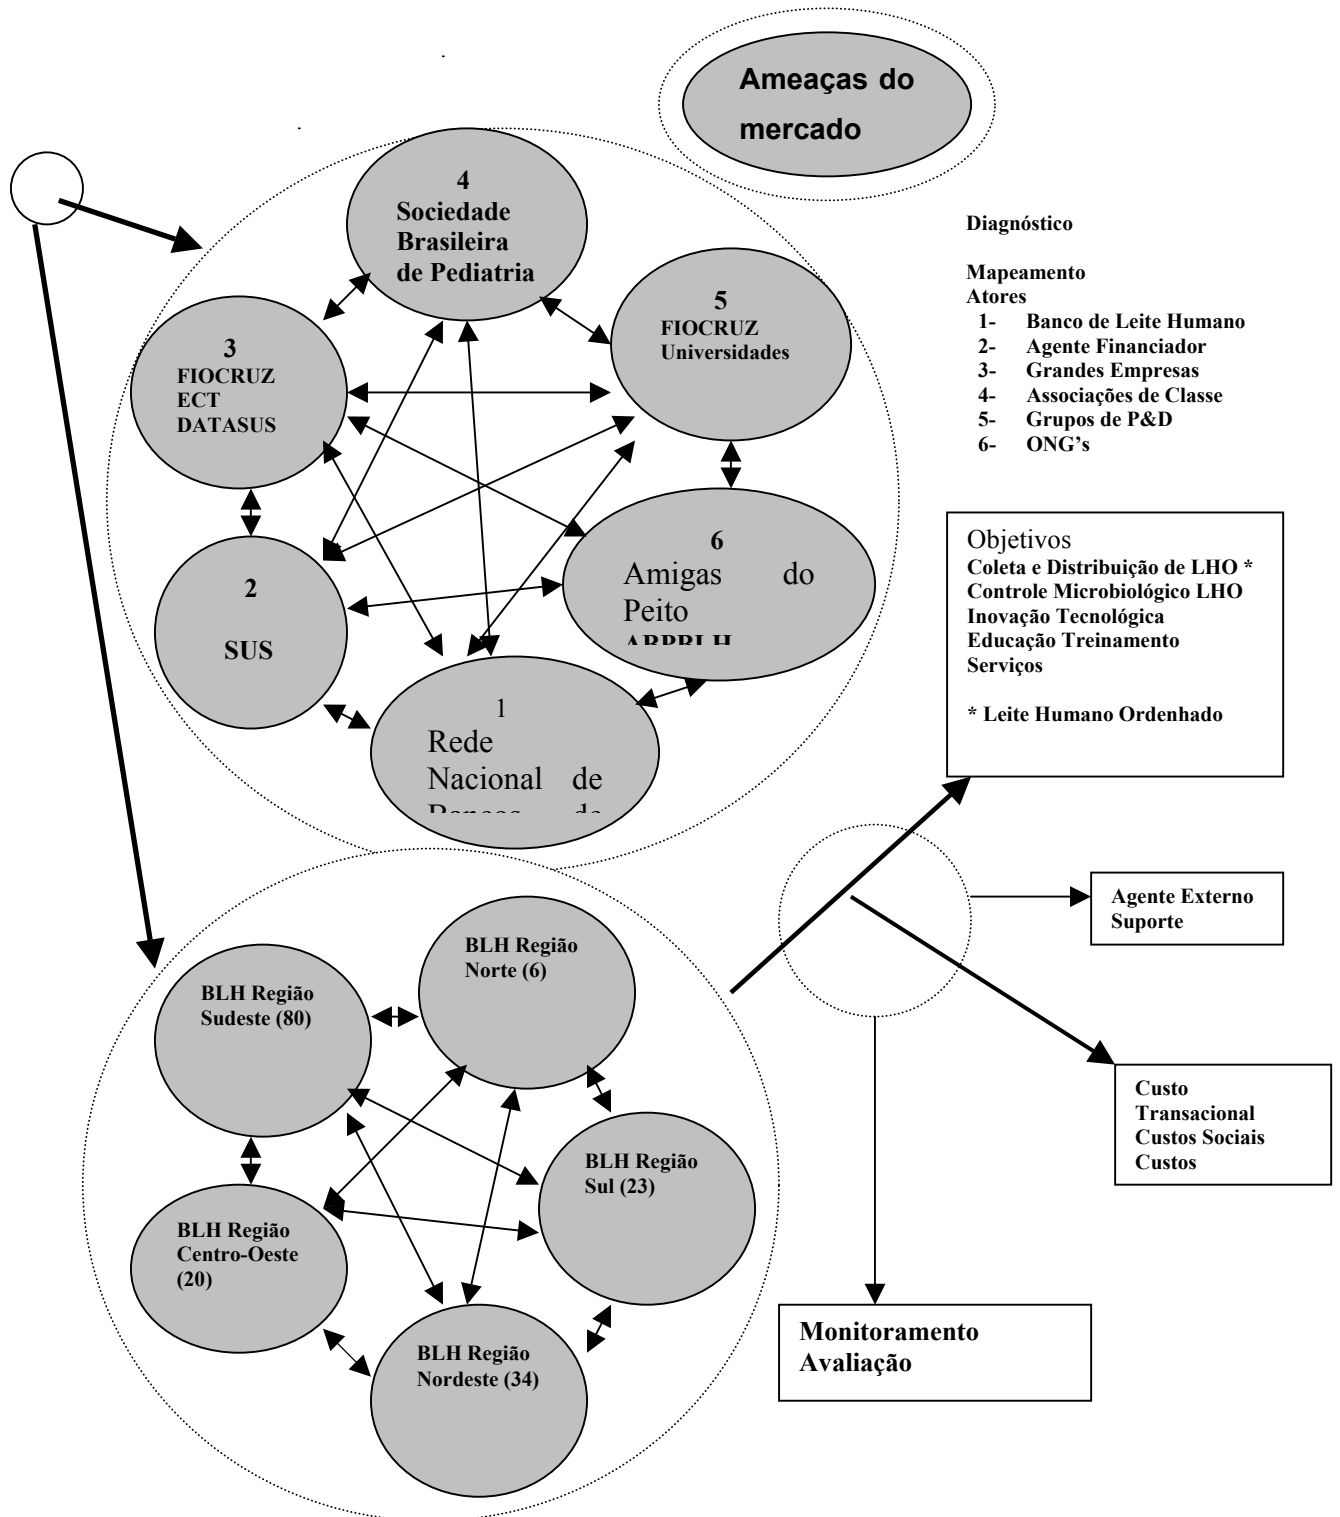 Ameaças do
mercado
4
Sociedade
Brasileira
de Pediatria
5
FIOCRUZ
Universidades
3
FIOCRUZ
ECT
DATASUS
6
Amigas do
Peito
2
SUS
1
Rede
Nacional de
Bancos de
Diagnóstico
Mapeamento
Atores
1- Banco de Leite Humano
2- Agente Financiador
3- Grandes Empresas
4- Associações de Classe
5- Grupos de P&D
6- ONG’s
Objetivos
Coleta e Distribuição de LHO *
Controle Microbiológico LHO
Inovação Tecnológica
Educação Treinamento
Serviços
* Leite Humano Ordenhado
Agente Externo
Suporte
Custo
Transacional
Custos Sociais
Custos
Monitoramento
Avaliação
BLH Região
Norte (6)
BLH Região
Sudeste (80)
BLH Região
Sul (23)
BLH Região
Centro-Oeste
(20)
BLH Região
Nordeste (34)